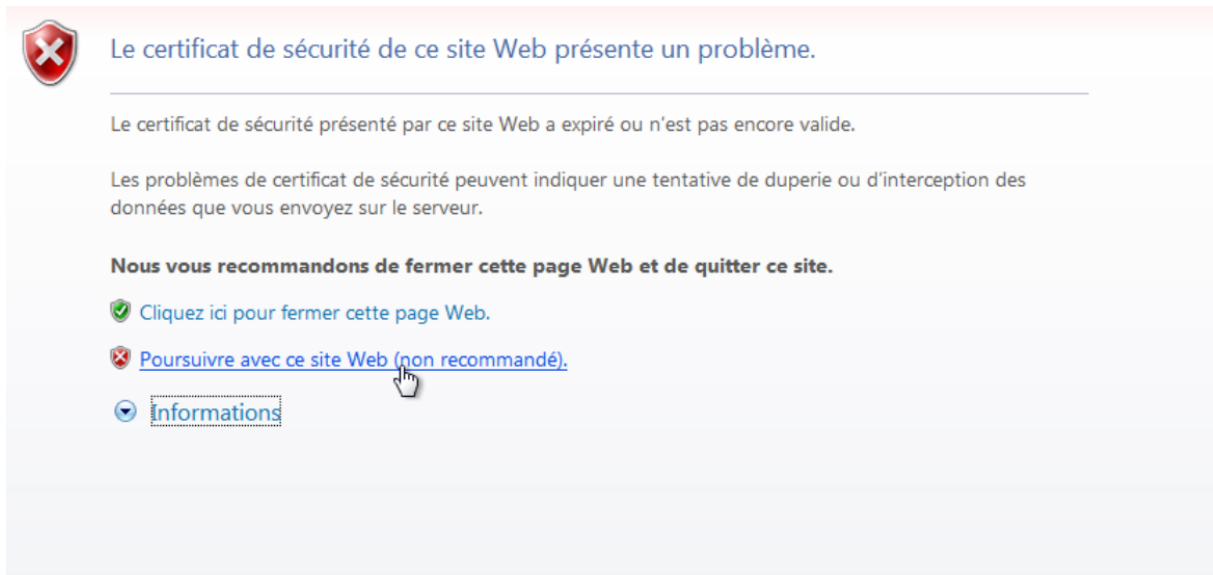 Le certificat de sécurité de ce site Web présente un problème.
Le certificat de sécurité présenté par ce site Web a expiré ou n'est pas encore valide.
Les problèmes de certificat de sécurité peuvent indiquer une tentative de duperie ou d'interception des
données que vous envoyez sur le serveur.
Nous vous recommandons de fermer cette page Web et de quitter ce site.
Cliquez ici pour fermer cette page Web.
Poursuivre avec ce site Web (non recommandé).
Informations